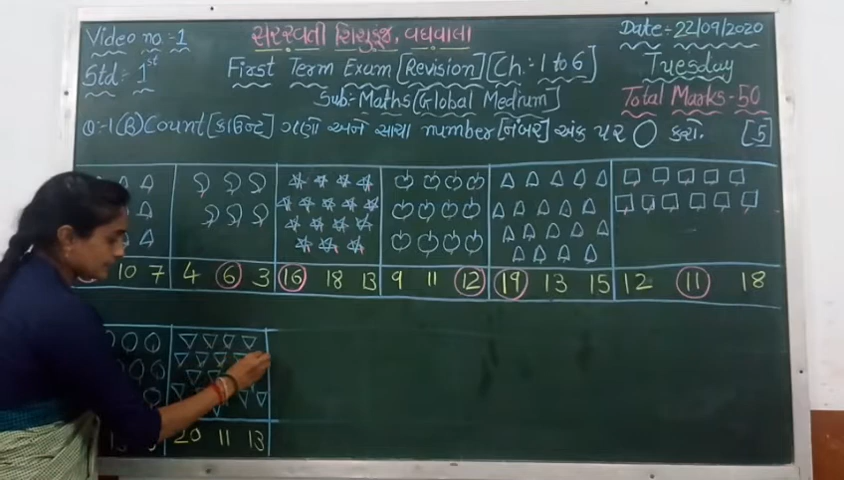 Video no :- 1
સરસ્વતી શિશુકુંજ, વઘવાલા
Date:- 22/09/2020
Std:- 1st
First Term Exam [Revision] [Ch.: 1 to 6]
Tuesday
Sub:- Maths [Global Medium]
Total Marks - 50
Q:-1 (B) Count [કાઉન્ટ] ગણો અને સાચા number [નંબર] અંક પર O કરો. [5]
10 7 4 6 3 16 18 13 9 11 12 19 13 15 12 11 18
20 11 13